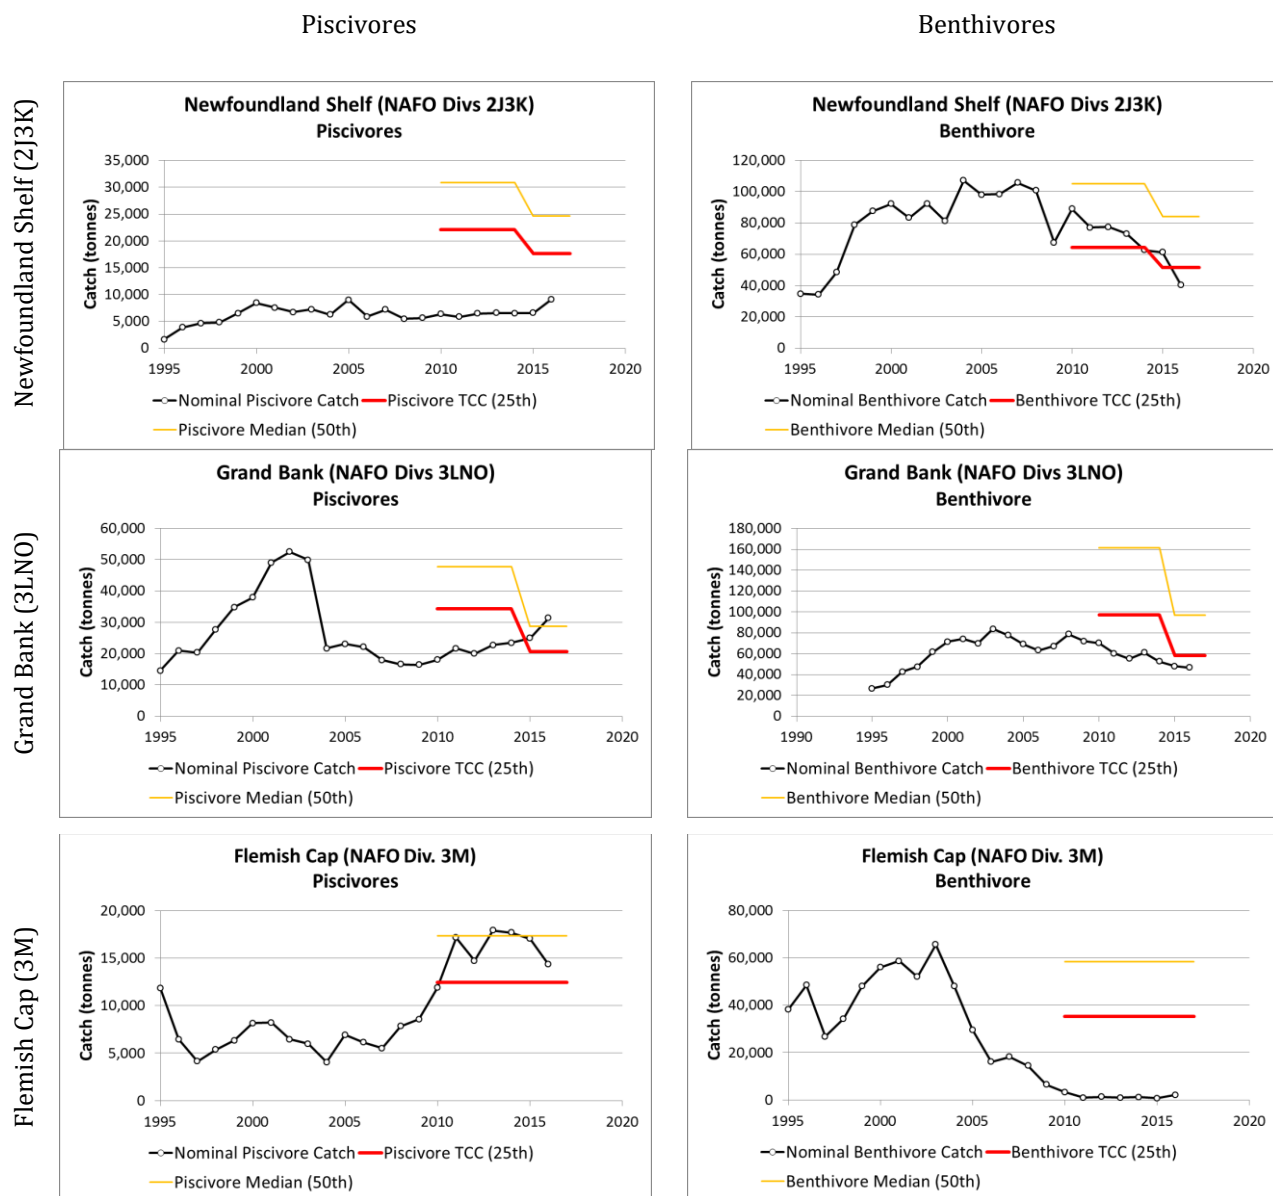 Piscivores
Benthivores
Newfoundland Shelf (2J3K)
Newfoundland Shelf (NAFO Divs 2J3K)
Piscivores
Catch (tonnes)
35,000
30,000
25,000
20,000
15,000
10,000
5,000
0
1995 2000 2005 2010 2015 2020
Nominal Piscivore Catch Piscivore TCC (25th)
Piscivore Median (50th)
Newfoundland Shelf (NAFO Divs 2J3K)
Benthivore
Catch (tonnes)
120,000
100,000
80,000
60,000
40,000
20,000
0
1995 2000 2005 2010 2015 2020
Nominal Benthivore Catch Benthivore TCC (25th)
Benthivore Median (50th)
Grand Bank (3LNO)
Grand Bank (NAFO Divs 3LNO)
Piscivores
Catch (tonnes)
60,000
50,000
40,000
30,000
20,000
10,000
0
1995 2000 2005 2010 2015 2020
Nominal Piscivore Catch Piscivore TCC (25th)
Piscivore Median (50th)
Grand Bank (NAFO Divs 3LNO)
Benthivore
Catch (tonnes)
180,000
160,000
140,000
120,000
100,000
80,000
60,000
40,000
20,000
0
1990 1995 2000 2005 2010 2015 2020
Nominal Benthivore Catch Benthivore TCC (25th)
Benthivore Median (50th)
Flemish Cap (3M)
Flemish Cap (NAFO Div. 3M)
Piscivores
Catch (tonnes)
20,000
15,000
10,000
5,000
0
1995 2000 2005 2010 2015 2020
Nominal Piscivore Catch Piscivore TCC (25th)
Piscivore Median (50th)
Flemish Cap (NAFO Div. 3M)
Benthivore
Catch (tonnes)
80,000
60,000
40,000
20,000
0
1995 2000 2005 2010 2015 2020
Nominal Benthivore Catch Benthivore TCC (25th)
Benthivore Median (50th)